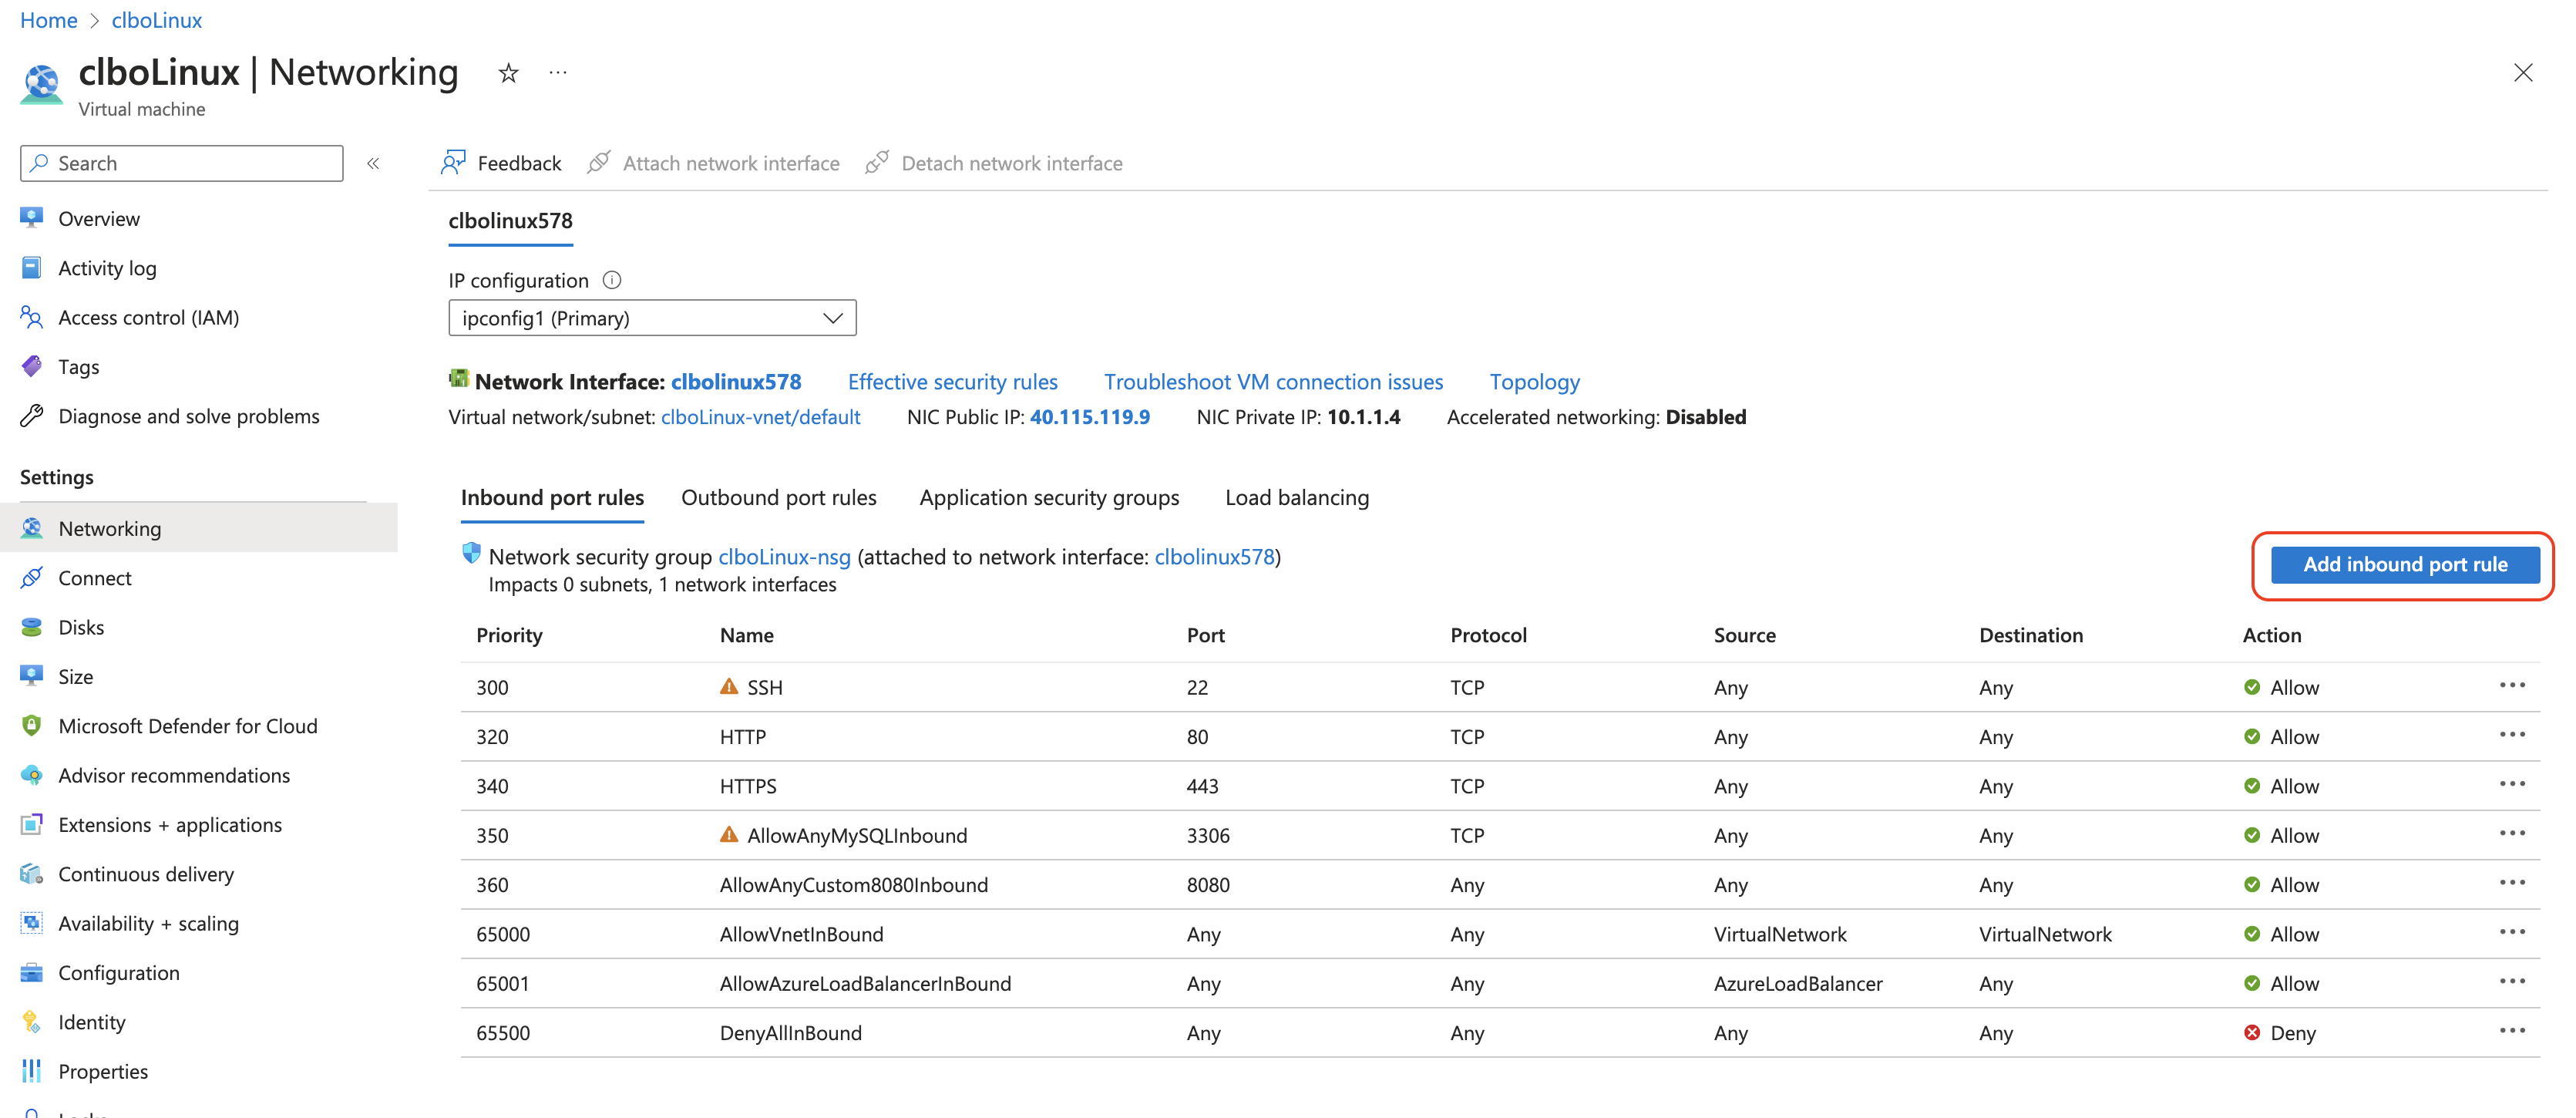 Home > clboLinux
clboLinux | Networking
Virtual machine
Search
Overview
Activity log
Access control (IAM)
Tags
Diagnose and solve problems
Settings
Networking
Connect
Disks
Size
Microsoft Defender for Cloud
Advisor recommendations
Extensions + applications
Continuous delivery
Availability + scaling
Configuration
Identity
Properties
Feedback Attach network interface Detach network interface
clbolinux578
IP configuration
ipconfig1 (Primary)
Network Interface: clbolinux578 Effective security rules Troubleshoot VM connection issues Topology
Virtual network/subnet: clboLinux-vnet/default NIC Public IP: 40.115.119.9 NIC Private IP: 10.1.1.4 Accelerated networking: Disabled
Inbound port rules Outbound port rules Application security groups Load balancing
Network security group clboLinux-nsg (attached to network interface: clbolinux578)
Impacts 0 subnets, 1 network interfaces
Add inbound port rule
Priority Name Port Protocol Source Destination Action
300 SSH 22 TCP Any Any Allow
320 HTTP 80 TCP Any Any Allow
340 HTTPS 443 TCP Any Any Allow
350 AllowAnyMySQLInbound 3306 TCP Any Any Allow
360 AllowAnyCustom8080Inbound 8080 Any Any Any Allow
65000 AllowVnetInBound Any Any VirtualNetwork VirtualNetwork Allow
65001 AllowAzureLoadBalancerInBound Any Any AzureLoadBalancer Any Allow
65500 DenyAllInBound Any Any Any Any Deny